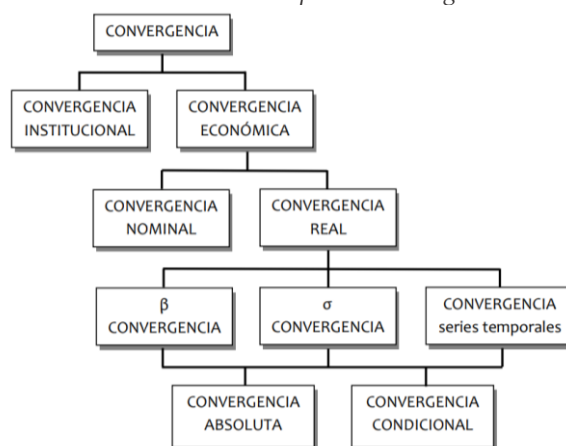 CONVERGENCIA
CONVERGENCIA
INSTITUCIONAL
CONVERGENCIA
ECONÓMICA
CONVERGENCIA
NOMINAL
CONVERGENCIA
REAL
β
CONVERGENCIA
σ
CONVERGENCIA
CONVERGENCIA
series temporales
CONVERGENCIA
ABSOLUTA
CONVERGENCIA
CONDICIONAL